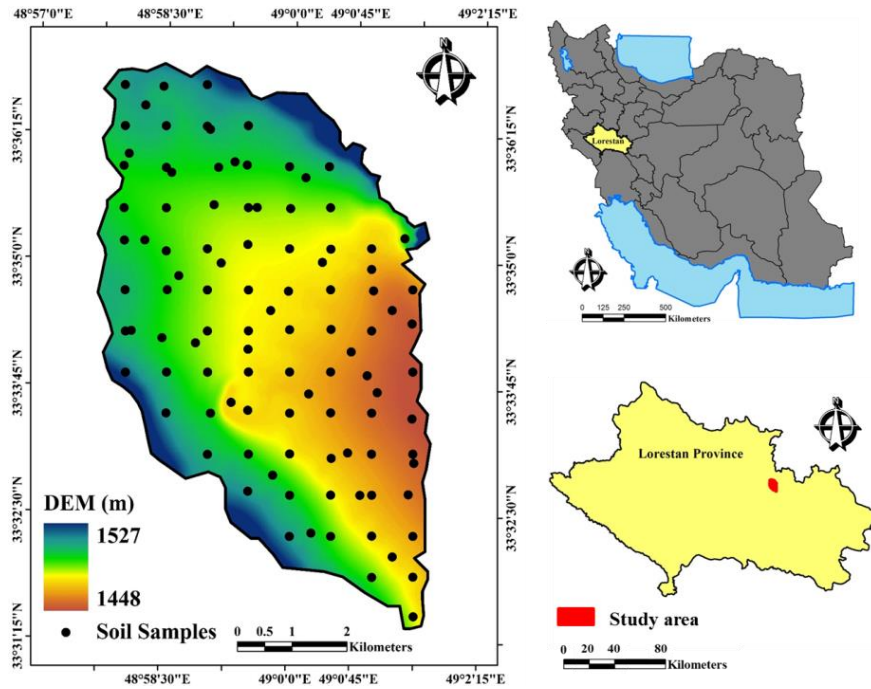 48°57'0"E 48°58'30"E 49°0'0"E 49°0'45"E 49°2'15"E
33°36'15"N
33°35'0"N
33°33'45"N
33°32'30"N
33°31'15"N
N
DEM (m)
1527
1448
Soil Samples
0 0.5 1 2
Kilometers
48°58'30"E 49°0'0"E 49°0'45"E 49°2'15"E
33°36'15"N
33°35'0"N
33°33'45"N
33°32'30"N
N
Lorestan
N
0 125 250 500
Kilometers
N
Lorestan Province
Study area
0 20 40 80
Kilometers